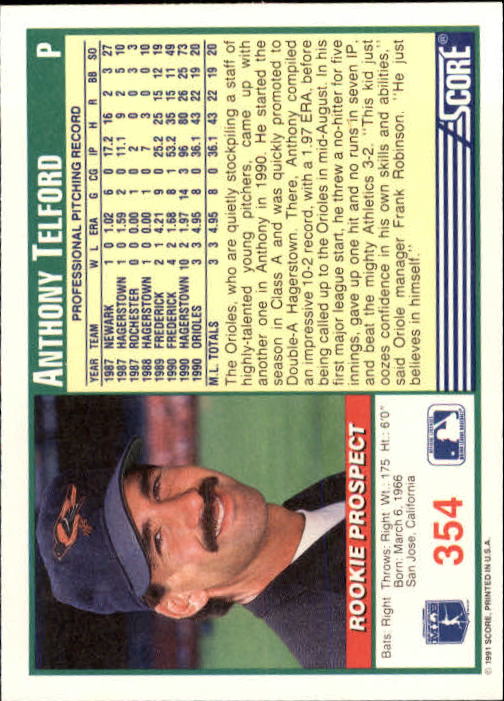 ANTHONY TELFORD P
PROFESSIONAL PITCHING RECORD
YEAR TEAM W L ERA G CG IP H R BB SO
1987 NEWARK 1 0 1.02 6 0 17.2 16 2 3 27
1987 HAGERSTOWN 1 0 1.59 2 0 11.1 9 2 5 10
1987 ROCHESTER 0 0 0.00 1 0 2 0 0 3 3
1988 HAGERSTOWN 1 0 0.00 1 0 7 3 0 0 10
1989 FREDERICK 2 1 4.21 9 0 25.2 25 15 12 19
1990 FREDERICK 4 2 1.68 8 1 53.2 35 15 11 49
1990 HAGERSTOWN 10 2 1.97 14 3 96 80 26 25 73
1990 ORIOLES 3 3 4.95 8 0 36.1 43 22 19 20
M.L. TOTALS 3 3 4.95 8 0 36.1 43 22 19 20
The Orioles, who are quietly stockpiling a staff of
highly-talented young pitchers, came up with
another one in Anthony in 1990. He started the
season in Class A and was quickly promoted to
Double-A Hagerstown. There, Anthony compiled
an impressive 10-2 record, with a 1.97 ERA, before
being called up to the Orioles in mid-August. In his
first major league start, he threw a no-hitter for five
innings, gave up one hit and no runs in seven IP,
and beat the mighty Athletics 3-2. "This kid just
oozes confidence in his own skills and abilities,"
said Oriole manager Frank Robinson. "He just
believes in himself."
SCORE®
ROOKIE PROSPECT
Bats: Right Throws: Right Wt.: 175 Ht.: 6'0"
Born: March 6, 1966
San Jose, California
354
© 1991 SCORE, PRINTED IN U.S.A.